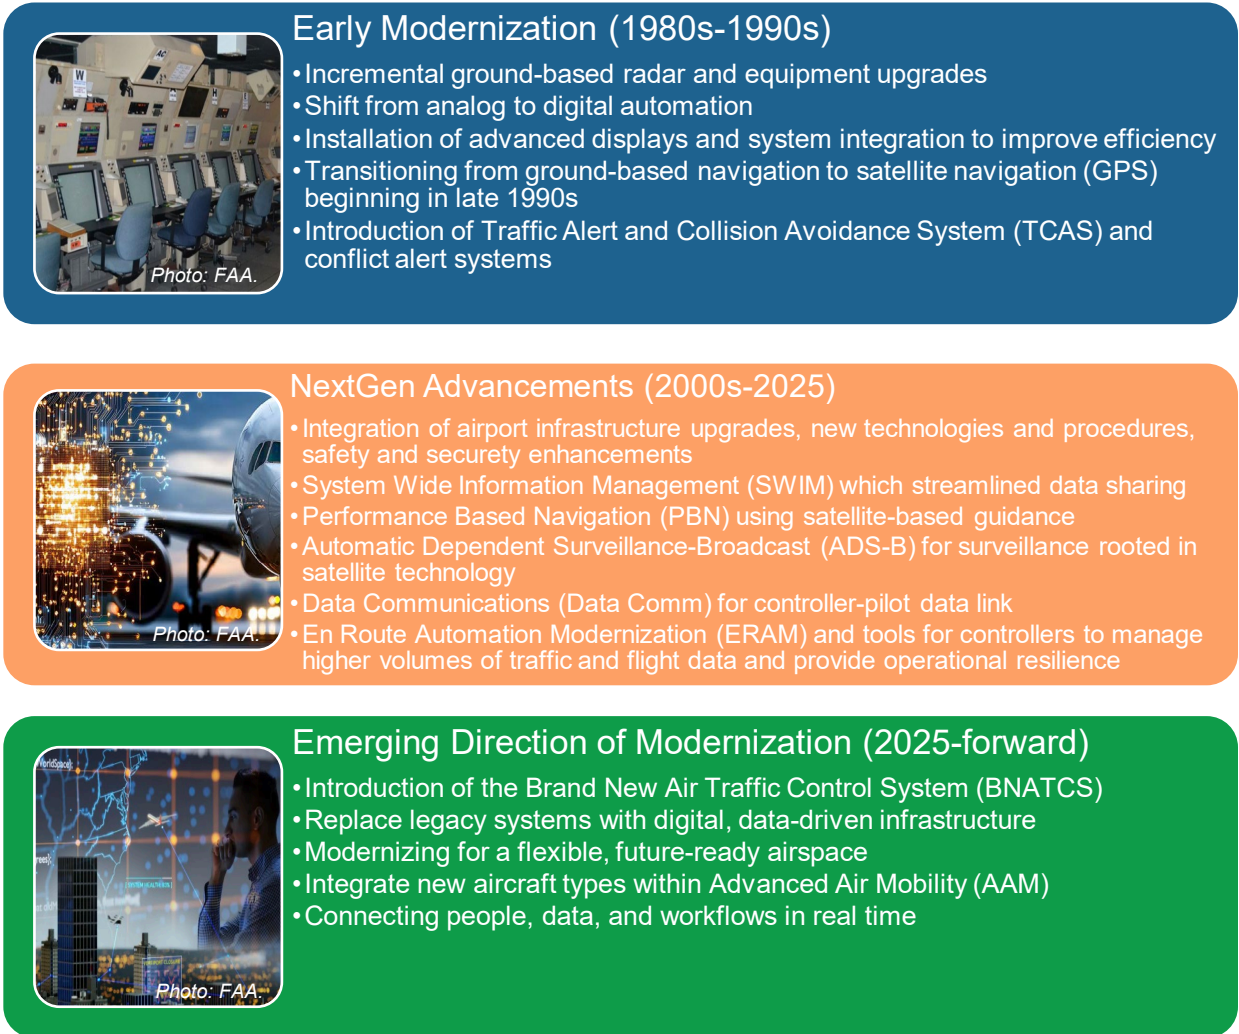 Early Modernization (1980s-1990s)
•Incremental ground-based radar and equipment upgrades
•Shift from analog to digital automation
•Installation of advanced displays and system integration to improve efficiency
•Transitioning from ground-based navigation to satellite navigation (GPS)
beginning in late 1990s
•Introduction of Traffic Alert and Collision Avoidance System (TCAS) and
conflict alert systems
AC
W
H
Photo: FAA.
NextGen Advancements (2000s-2025)
•Integration of airport infrastructure upgrades, new technologies and procedures,
safety and securety enhancements
•System Wide Information Management (SWIM) which streamlined data sharing
•Performance Based Navigation (PBN) using satellite-based guidance
•Automatic Dependent Surveillance-Broadcast (ADS-B) for surveillance rooted in
satellite technology
•Data Communications (Data Comm) for controller-pilot data link
•En Route Automation Modernization (ERAM) and tools for controllers to manage
higher volumes of traffic and flight data and provide operational resilience
Photo: FAA.
Emerging Direction of Modernization (2025-forward)
•Introduction of the Brand New Air Traffic Control System (BNATCS)
•Replace legacy systems with digital, data-driven infrastructure
•Modernizing for a flexible, future-ready airspace
•Integrate new aircraft types within Advanced Air Mobility (AAM)
•Connecting people, data, and workflows in real time
WorldSpace);
rees);
Photo: FAA.